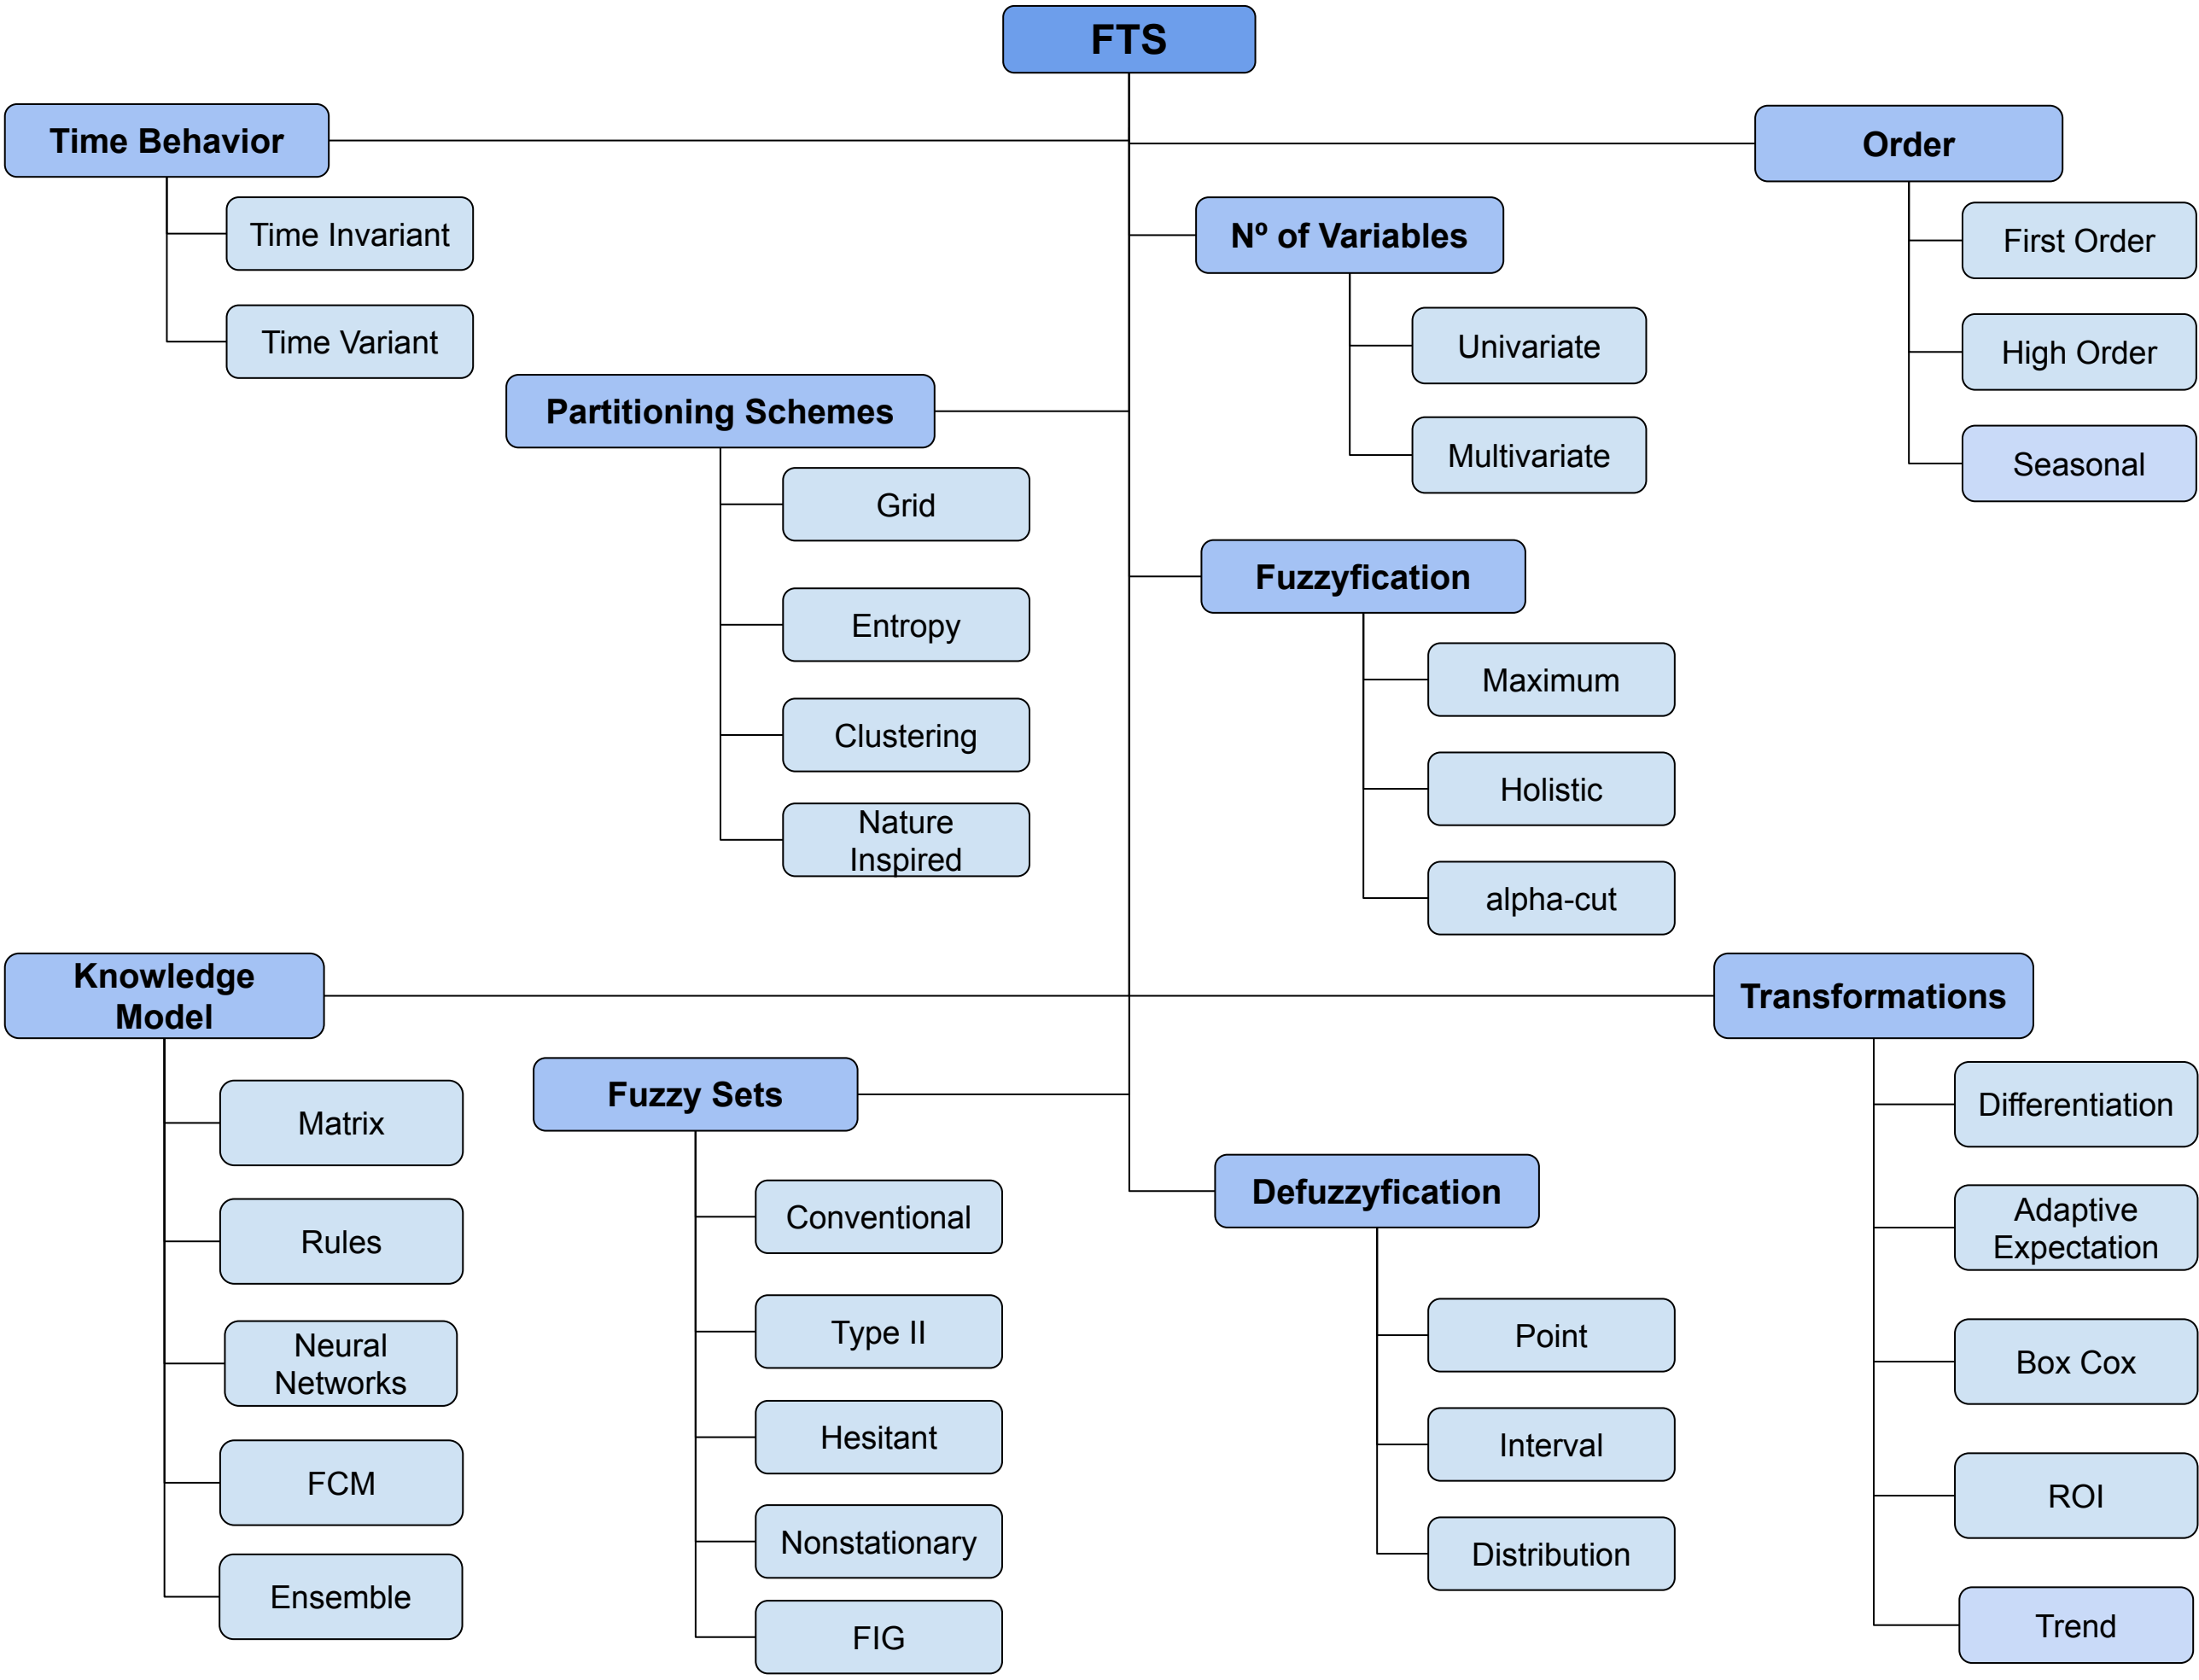 FTS
Time Behavior
Time Invariant
Time Variant
Order
First Order
High Order
Seasonal
Nº of Variables
Univariate
Multivariate
Partitioning Schemes
Grid
Entropy
Clustering
Nature
Inspired
Fuzzyfication
Maximum
Holistic
alpha-cut
Knowledge
Model
Matrix
Rules
Neural
Networks
FCM
Ensemble
Fuzzy Sets
Conventional
Type II
Hesitant
Nonstationary
FIG
Defuzzyfication
Point
Interval
Distribution
Transformations
Differentiation
Adaptive
Expectation
Box Cox
ROI
Trend